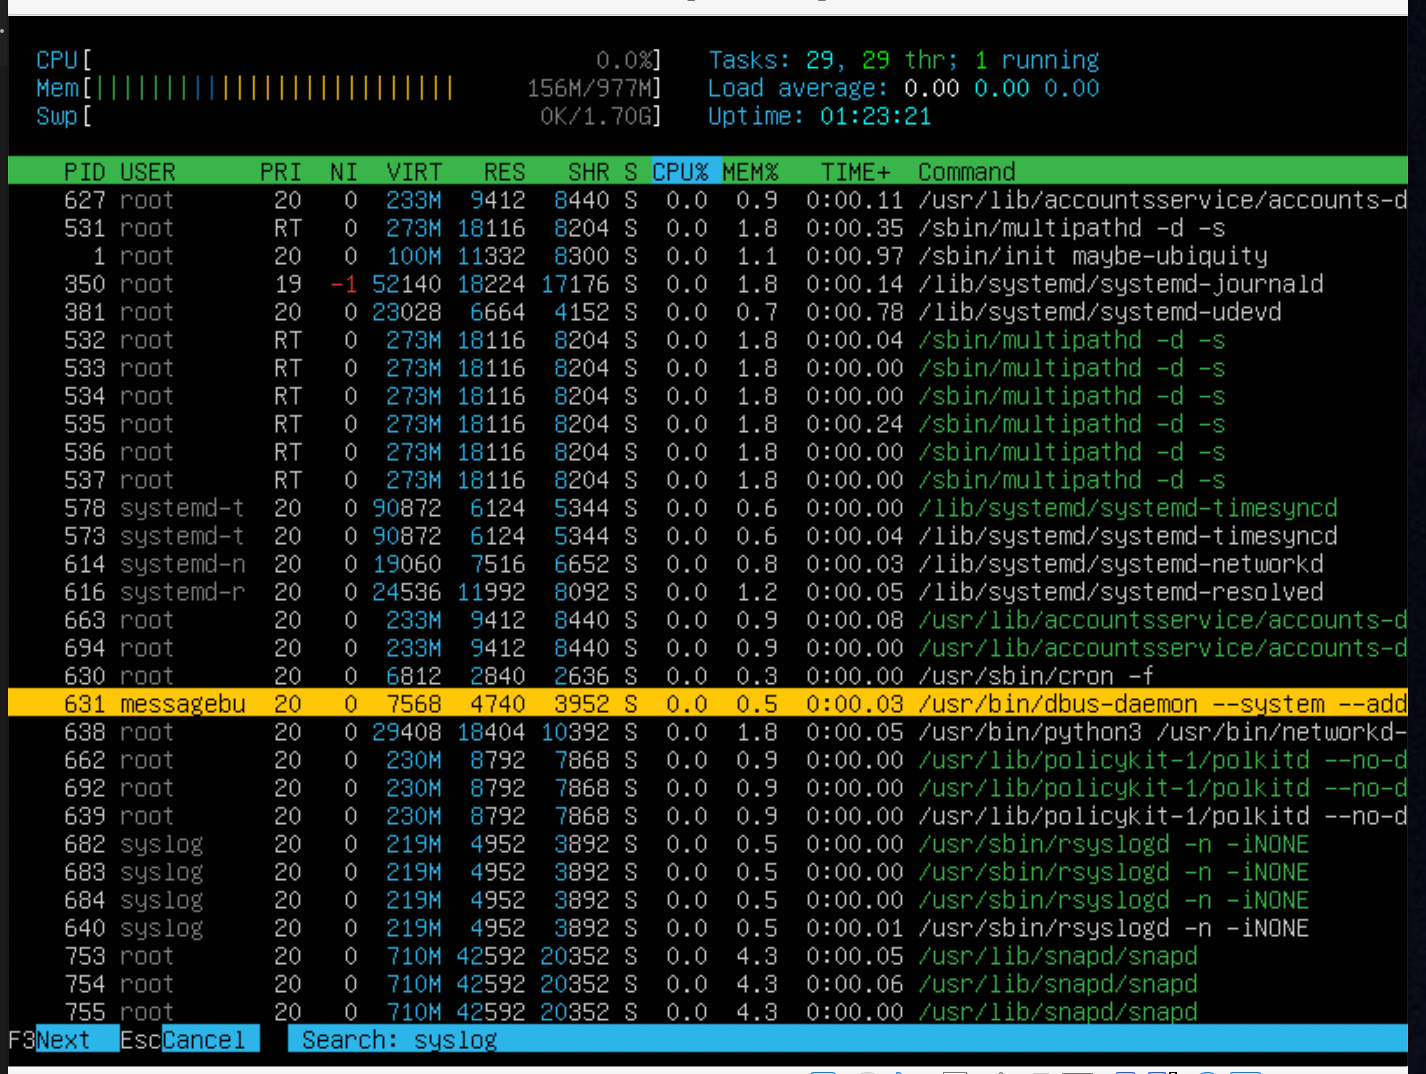 CPU[ 0.0%] Tasks: 29, 29 thr; 1 running
Mem[|||||||||||||||||||||||||| 156M/977M] Load average: 0.00 0.00 0.00
Swp[ 0K/1.70G] Uptime: 01:23:21
PID USER PRI NI VIRT RES SHR S CPU% MEM% TIME+ Command
627 root 20 0 233M 9412 8440 S 0.0 0.9 0:00.11 /usr/lib/accountsservice/accounts-d
531 root RT 0 273M 18116 8204 S 0.0 1.8 0:00.35 /sbin/multipathd -d -s
1 root 20 0 100M 11332 8300 S 0.0 1.1 0:00.97 /sbin/init maybe-ubiquity
350 root 19 -1 52140 18224 17176 S 0.0 1.8 0:00.14 /lib/systemd/systemd-journald
381 root 20 0 23028 6664 4152 S 0.0 0.7 0:00.78 /lib/systemd/systemd-udevd
532 root RT 0 273M 18116 8204 S 0.0 1.8 0:00.04 /sbin/multipathd -d -s
533 root RT 0 273M 18116 8204 S 0.0 1.8 0:00.00 /sbin/multipathd -d -s
534 root RT 0 273M 18116 8204 S 0.0 1.8 0:00.00 /sbin/multipathd -d -s
535 root RT 0 273M 18116 8204 S 0.0 1.8 0:00.24 /sbin/multipathd -d -s
536 root RT 0 273M 18116 8204 S 0.0 1.8 0:00.00 /sbin/multipathd -d -s
537 root RT 0 273M 18116 8204 S 0.0 1.8 0:00.00 /sbin/multipathd -d -s
578 systemd-t 20 0 90872 6124 5344 S 0.0 0.6 0:00.00 /lib/systemd/systemd-timesyncd
573 systemd-t 20 0 90872 6124 5344 S 0.0 0.6 0:00.04 /lib/systemd/systemd-timesyncd
614 systemd-n 20 0 19060 7516 6652 S 0.0 0.8 0:00.03 /lib/systemd/systemd-networkd
616 systemd-r 20 0 24536 11992 8092 S 0.0 1.2 0:00.05 /lib/systemd/systemd-resolved
663 root 20 0 233M 9412 8440 S 0.0 0.9 0:00.08 /usr/lib/accountsservice/accounts-d
694 root 20 0 233M 9412 8440 S 0.0 0.9 0:00.00 /usr/lib/accountsservice/accounts-d
630 root 20 0 6812 2840 2636 S 0.0 0.3 0:00.00 /usr/sbin/cron -f
631 messagebu 20 0 7568 4740 3952 S 0.0 0.5 0:00.03 /usr/bin/dbus-daemon --system --add
638 root 20 0 29408 18404 10392 S 0.0 1.8 0:00.05 /usr/bin/python3 /usr/bin/networkd-
662 root 20 0 230M 8792 7868 S 0.0 0.9 0:00.00 /usr/lib/policykit-1/polkitd --no-d
692 root 20 0 230M 8792 7868 S 0.0 0.9 0:00.00 /usr/lib/policykit-1/polkitd --no-d
639 root 20 0 230M 8792 7868 S 0.0 0.9 0:00.00 /usr/lib/policykit-1/polkitd --no-d
682 syslog 20 0 219M 4952 3892 S 0.0 0.5 0:00.00 /usr/sbin/rsyslogd -n -iNONE
683 syslog 20 0 219M 4952 3892 S 0.0 0.5 0:00.00 /usr/sbin/rsyslogd -n -iNONE
684 syslog 20 0 219M 4952 3892 S 0.0 0.5 0:00.00 /usr/sbin/rsyslogd -n -iNONE
640 syslog 20 0 219M 4952 3892 S 0.0 0.5 0:00.01 /usr/sbin/rsyslogd -n -iNONE
753 root 20 0 710M 42592 20352 S 0.0 4.3 0:00.05 /usr/lib/snapd/snapd
754 root 20 0 710M 42592 20352 S 0.0 4.3 0:00.06 /usr/lib/snapd/snapd
755 root 20 0 710M 42592 20352 S 0.0 4.3 0:00.00 /usr/lib/snapd/snapd
F3Next EscCancel Search: syslog